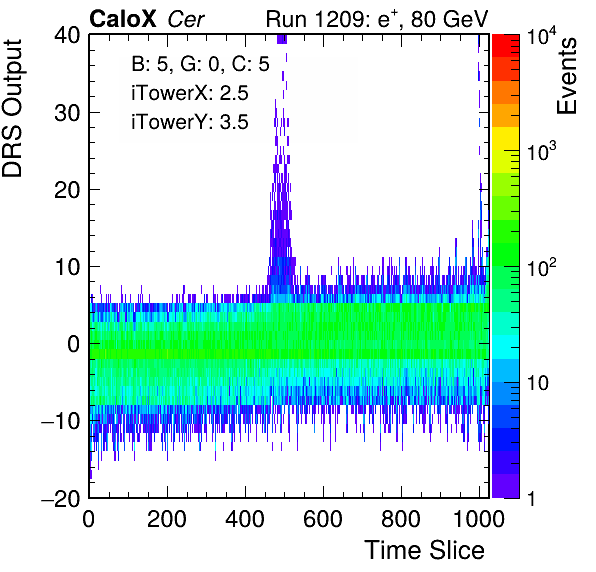 CaloX Cer Run 1209: e+, 80 GeV
B: 5, G: 0, C: 5
iTowerX: 2.5
iTowerY: 3.5
DRS Output
40
30
20
10
0
−10
−20
0 200 400 600 800 1000
Time Slice
Events
10^4
10^3
10^2
10
1